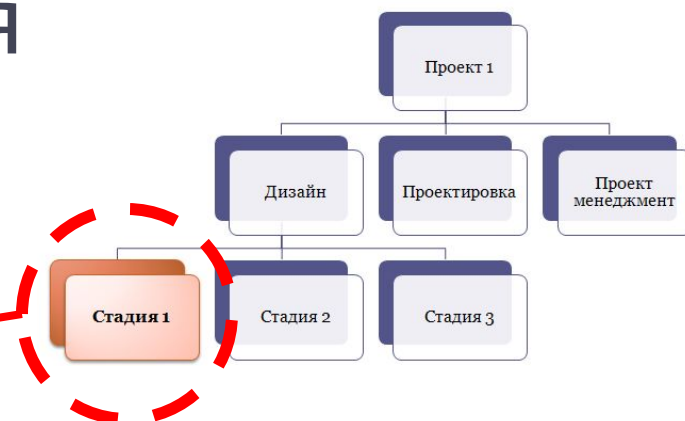 я
Проект 1
Дизайн
Проектировка
Проект
менеджмент
Стадия 1
Стадия 2
Стадия 3